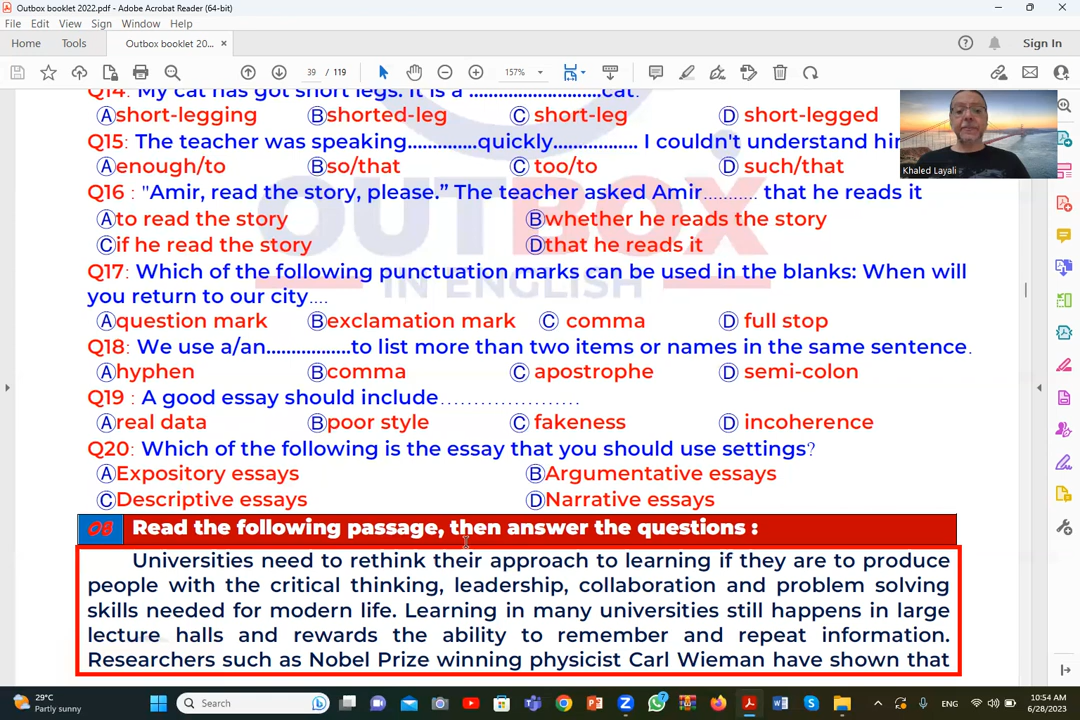 Outbox booklet 2022.pdf - Adobe Acrobat Reader (64-bit)
File Edit View Sign Window Help
Home Tools Outbox booklet 20... × Sign In
39 / 119 157%
Q14: My cat has got short legs. It is a ............................cat.
Ⓐshort-legging Ⓑshorted-leg Ⓒ short-leg Ⓓ short-legged
Q15: The teacher was speaking..............quickly................. I couldn't understand him
Ⓐenough/to Ⓑso/that Ⓒ too/to Ⓓ such/that
Q16 : "Amir, read the story, please.” The teacher asked Amir........... that he reads it
Ⓐto read the story Ⓑwhether he reads the story
Ⓒif he read the story Ⓓthat he reads it
Q17: Which of the following punctuation marks can be used in the blanks: When will
you return to our city....
Ⓐquestion mark Ⓑexclamation mark Ⓒ comma Ⓓ full stop
Q18: We use a/an.................to list more than two items or names in the same sentence.
Ⓐhyphen Ⓑcomma Ⓒ apostrophe Ⓓ semi-colon
Q19: A good essay should include.....................
Ⓐreal data Ⓑpoor style Ⓒ fakeness Ⓓ incoherence
Q20: Which of the following is the essay that you should use settings?
ⒶExpository essays ⒷArgumentative essays
ⒸDescriptive essays ⒹNarrative essays
03 Read the following passage, then answer the questions :
Universities need to rethink their approach to learning if they are to produce
people with the critical thinking, leadership, collaboration and problem solving
skills needed for modern life. Learning in many universities still happens in large
lecture halls and rewards the ability to remember and repeat information.
Researchers such as Nobel Prize winning physicist Carl Wieman have shown that
OUTBOX
IN ENGLISH
Khaled Layali
29°C
Partly sunny
Search
7
ENG
10:54 AM
6/28/2023